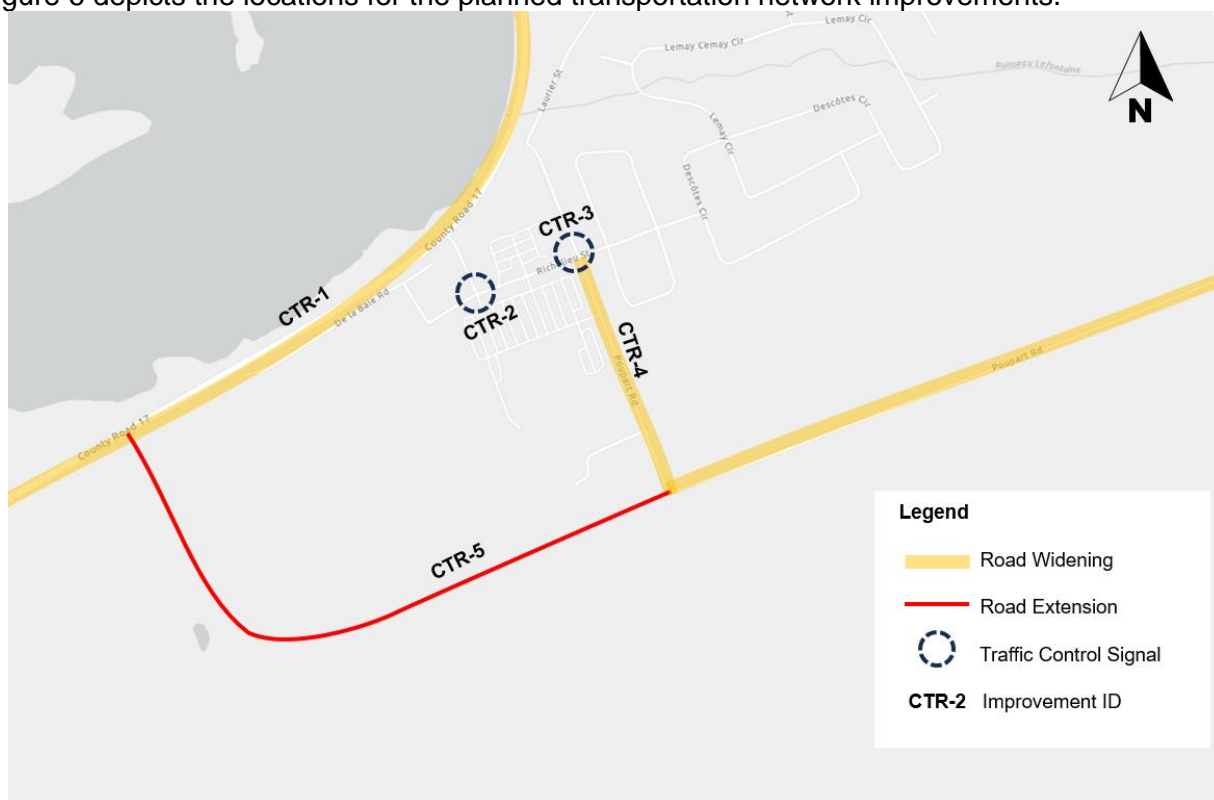 gure 6 depicts the locations for the planned transportation network improvements.
Lemay Cir
Lemay Cemay Cir
Ruisseau Lafontaine
N
Laurier St
Descôtes Cir
Lemay Cir
Descôtes Cir
County Road 17
CTR-3
Richelieu St
CTR-1
De la Baie Rd
CTR-2
CTR-4
Poupart Rd
Poupart Rd
County Road 17
CTR-5
Legend
Road Widening
Road Extension
Traffic Control Signal
CTR-2 Improvement ID